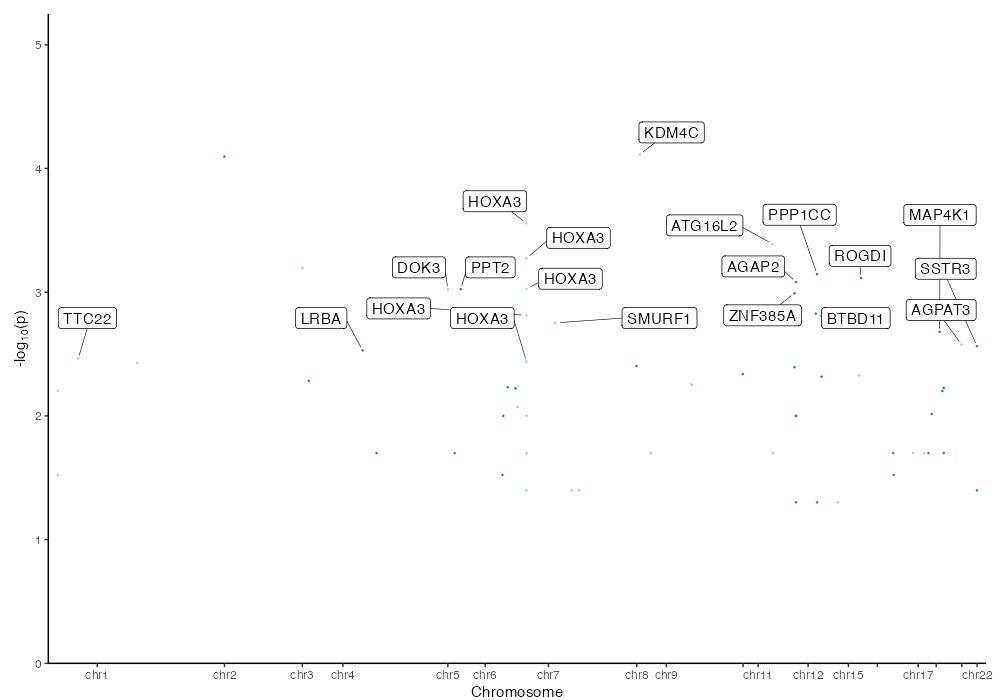 5
KDM4C
4
HOXA3
PPP1CC
MAP4K1
ATG16L2
HOXA3
ROGDI
DOK3
PPT2
AGAP2
SSTR3
HOXA3
3
HOXA3
AGPAT3
TTC22
LRBA
HOXA3
SMURF1
ZNF385A
BTBD11
-log10(p)
2
1
0
chr1 chr2 chr3 chr4 chr5 chr6 chr7 chr8 chr9 chr11 chr12 chr15 chr17 chr22
Chromosome